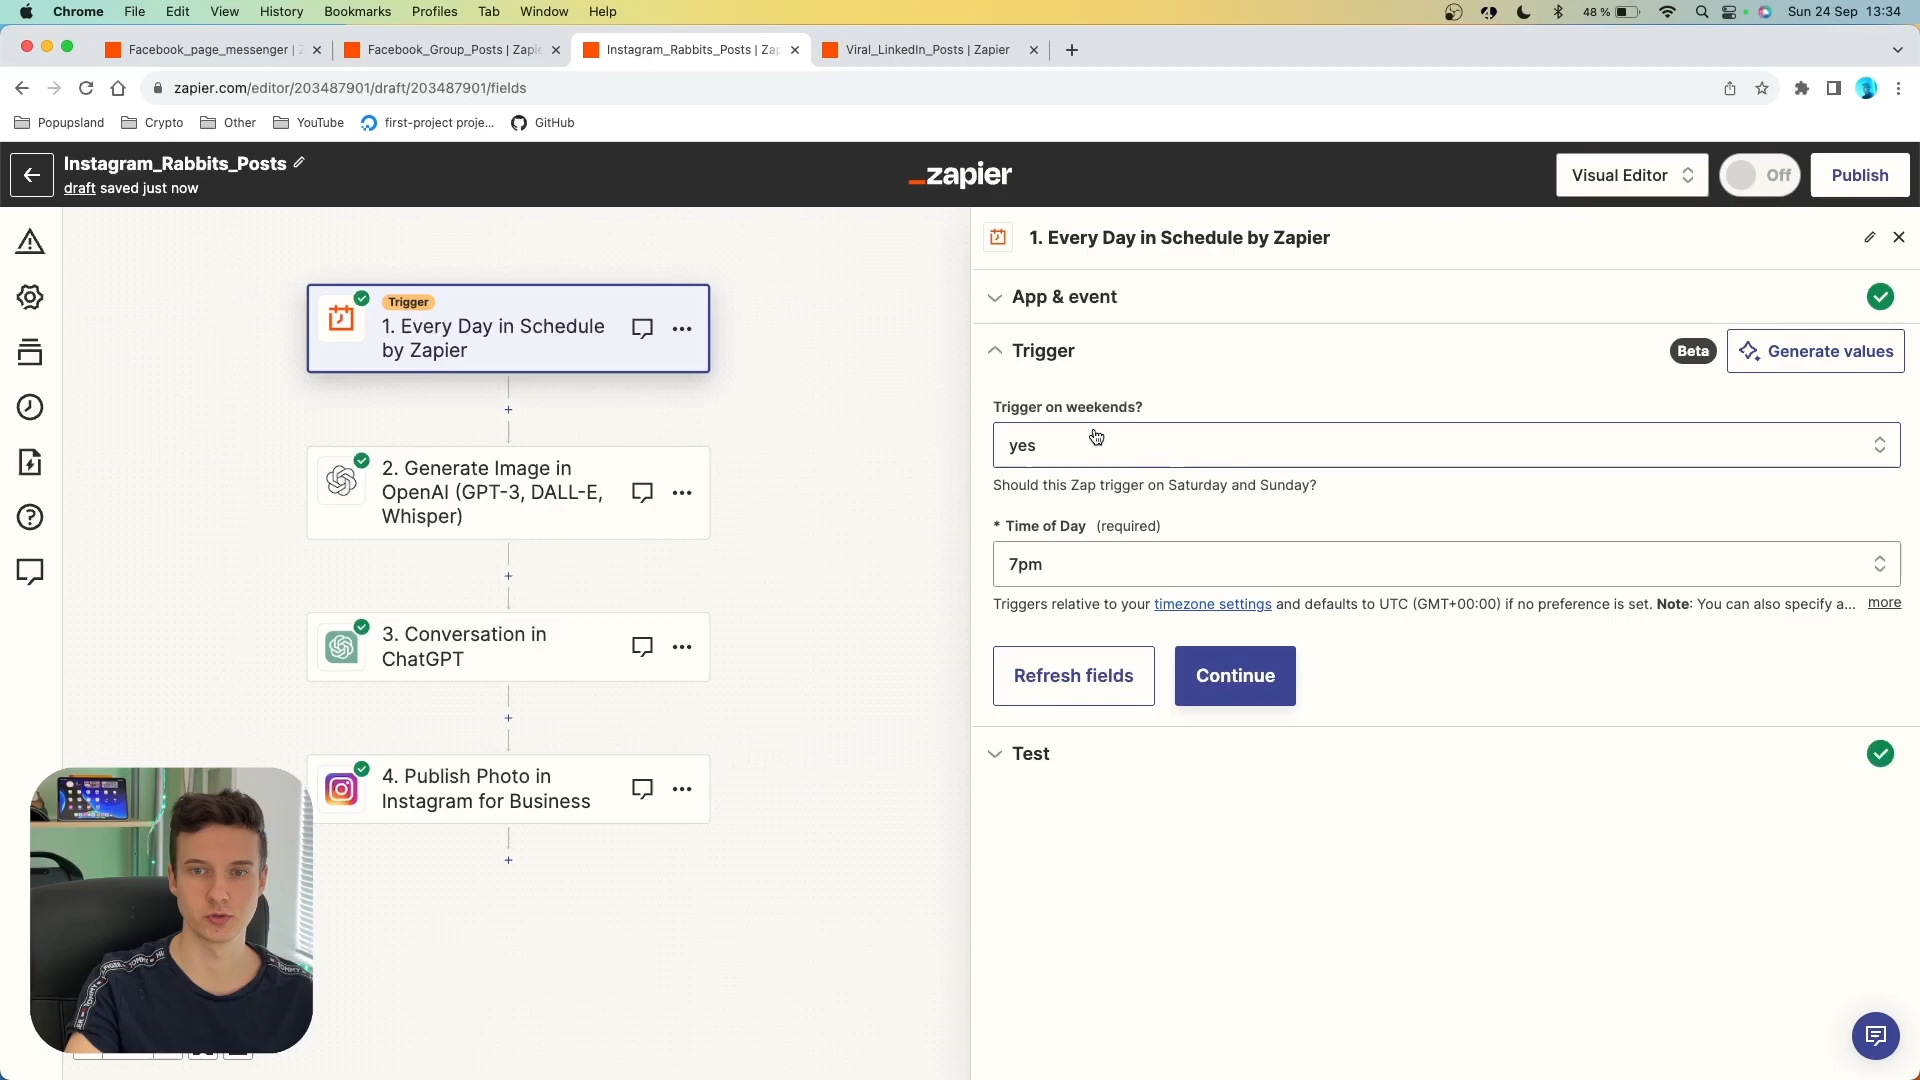 Chrome File Edit View History Bookmarks Profiles Tab Window Help 48 % Sun 24 Sep 13:34
Facebook_page_messenger | Z Facebook_Group_Posts | Zapie Instagram_Rabbits_Posts | Zap Viral_LinkedIn_Posts | Zapier
zapier.com/editor/203487901/draft/203487901/fields
Popupsland Crypto Other YouTube first-project proje... GitHub
Instagram_Rabbits_Posts
draft saved just now
_zapier
Visual Editor Off Publish
1. Every Day in Schedule by Zapier
App & event
Trigger
Beta Generate values
Trigger on weekends?
yes
Should this Zap trigger on Saturday and Sunday?
* Time of Day (required)
7pm
Triggers relative to your timezone settings and defaults to UTC (GMT+00:00) if no preference is set. Note: You can also specify a... more
Refresh fields Continue
Test
Trigger
1. Every Day in Schedule
by Zapier
2. Generate Image in
OpenAI (GPT-3, DALL-E,
Whisper)
3. Conversation in
ChatGPT
4. Publish Photo in
Instagram for Business